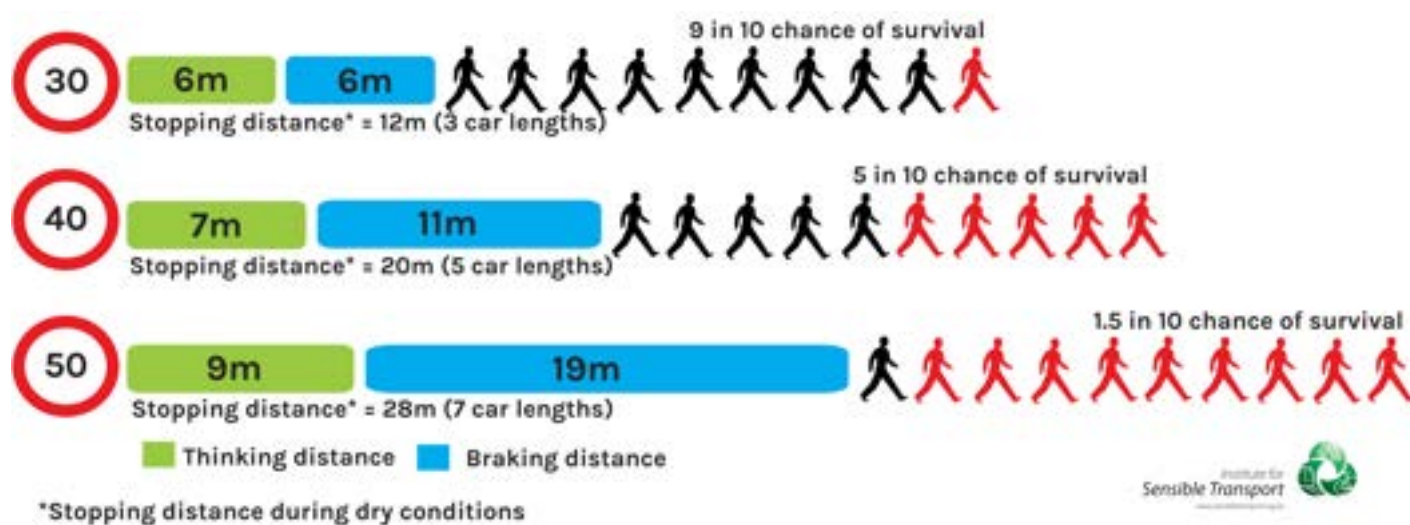 9 in 10 chance of survival
30
6m
6m
Stopping distance* = 12m (3 car lengths)
5 in 10 chance of survival
40
7m
11m
Stopping distance* = 20m (5 car lengths)
1.5 in 10 chance of survival
50
9m
19m
Stopping distance* = 28m (7 car lengths)
Thinking distance
Braking distance
Institute for
Sensible Transport
*Stopping distance during dry conditions